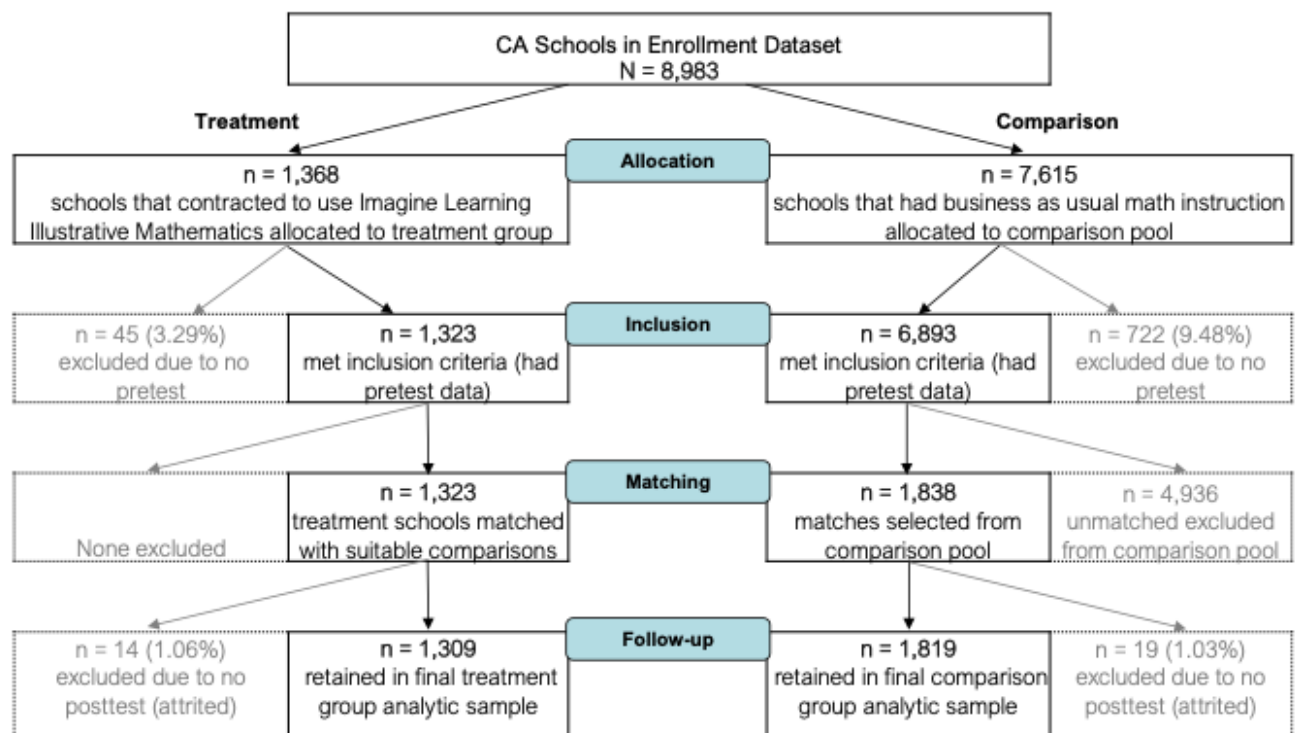 CA Schools in Enrollment Dataset
N = 8,983
Treatment
Comparison
Allocation
n = 1,368
schools that contracted to use Imagine Learning
Illustrative Mathematics allocated to treatment group
n = 7,615
schools that had business as usual math instruction
allocated to comparison pool
Inclusion
n = 45 (3.29%)
excluded due to no
pretest
n = 1,323
met inclusion criteria (had
pretest data)
n = 6,893
met inclusion criteria (had
pretest data)
n = 722 (9.48%)
excluded due to no
pretest
Matching
None excluded
n = 1,323
treatment schools matched
with suitable comparisons
n = 1,838
matches selected from
comparison pool
n = 4,936
unmatched excluded
from comparison pool
Follow-up
n = 14 (1.06%)
excluded due to no
posttest (attrited)
n = 1,309
retained in final treatment
group analytic sample
n = 1,819
retained in final comparison
group analytic sample
n = 19 (1.03%)
excluded due to no
posttest (attrited)